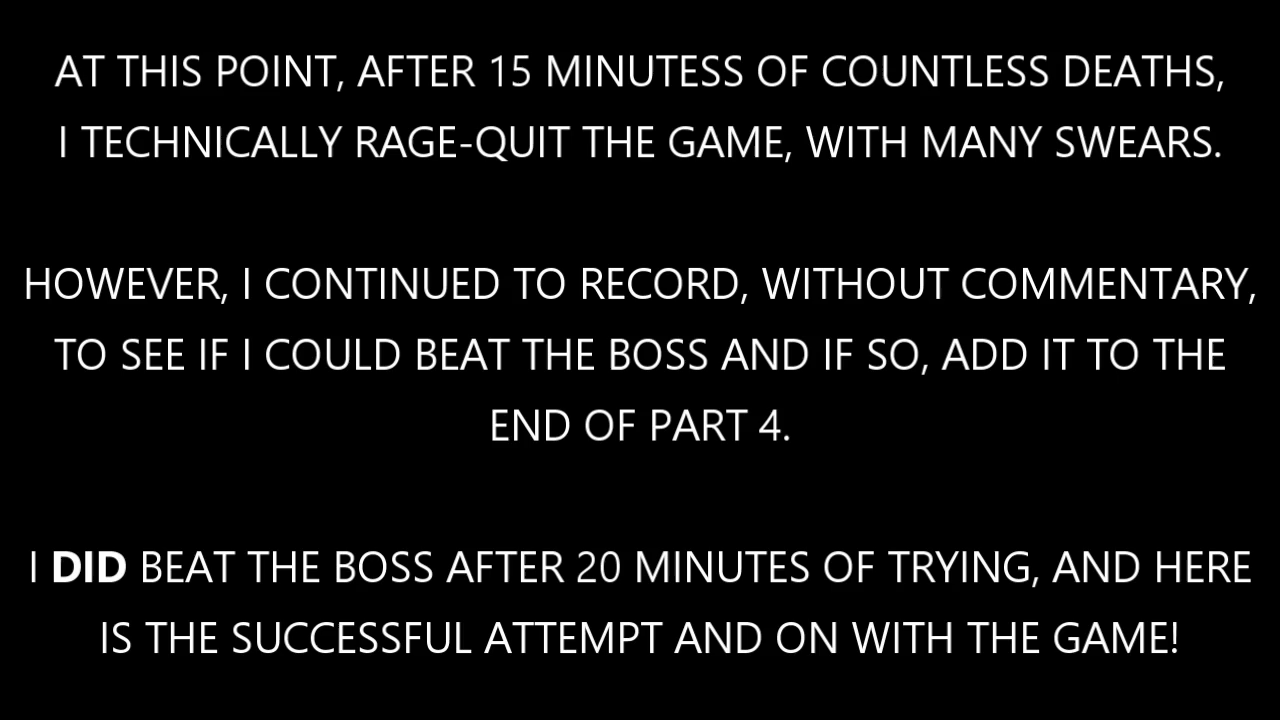 AT THIS POINT, AFTER 15 MINUTESS OF COUNTLESS DEATHS,
I TECHNICALLY RAGE-QUIT THE GAME, WITH MANY SWEARS.
HOWEVER, I CONTINUED TO RECORD, WITHOUT COMMENTARY,
TO SEE IF I COULD BEAT THE BOSS AND IF SO, ADD IT TO THE
END OF PART 4.
I DID BEAT THE BOSS AFTER 20 MINUTES OF TRYING, AND HERE
IS THE SUCCESSFUL ATTEMPT AND ON WITH THE GAME!